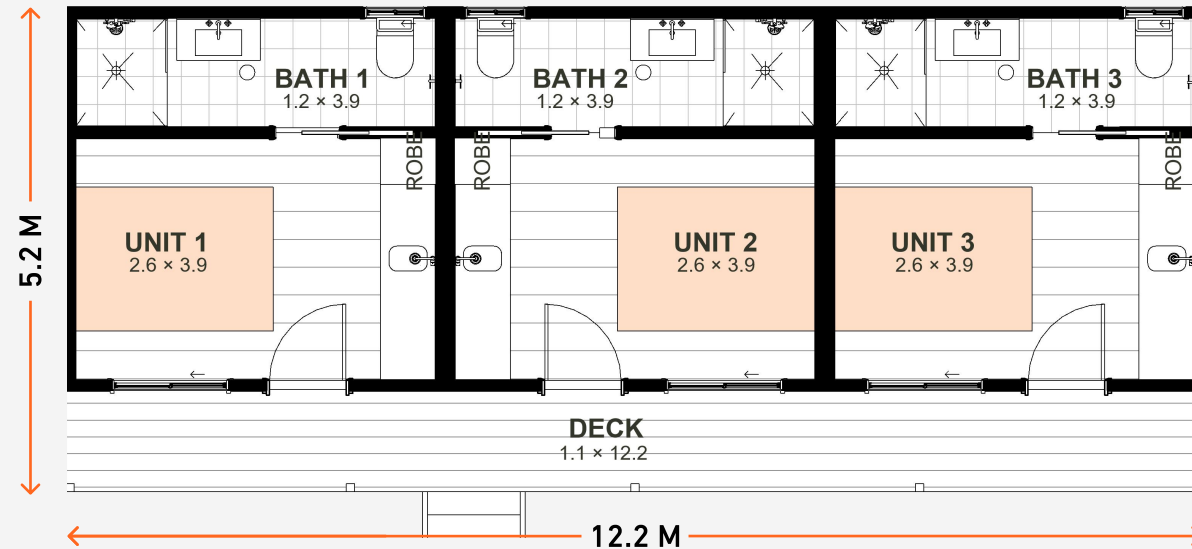 BATH 1
1.2 × 3.9
BATH 2
1.2 × 3.9
BATH 3
1.2 × 3.9
ROBE
ROBE
ROBE
UNIT 1
2.6 × 3.9
UNIT 2
2.6 × 3.9
UNIT 3
2.6 × 3.9
5.2 M
DECK
1.1 × 12.2
12.2 M